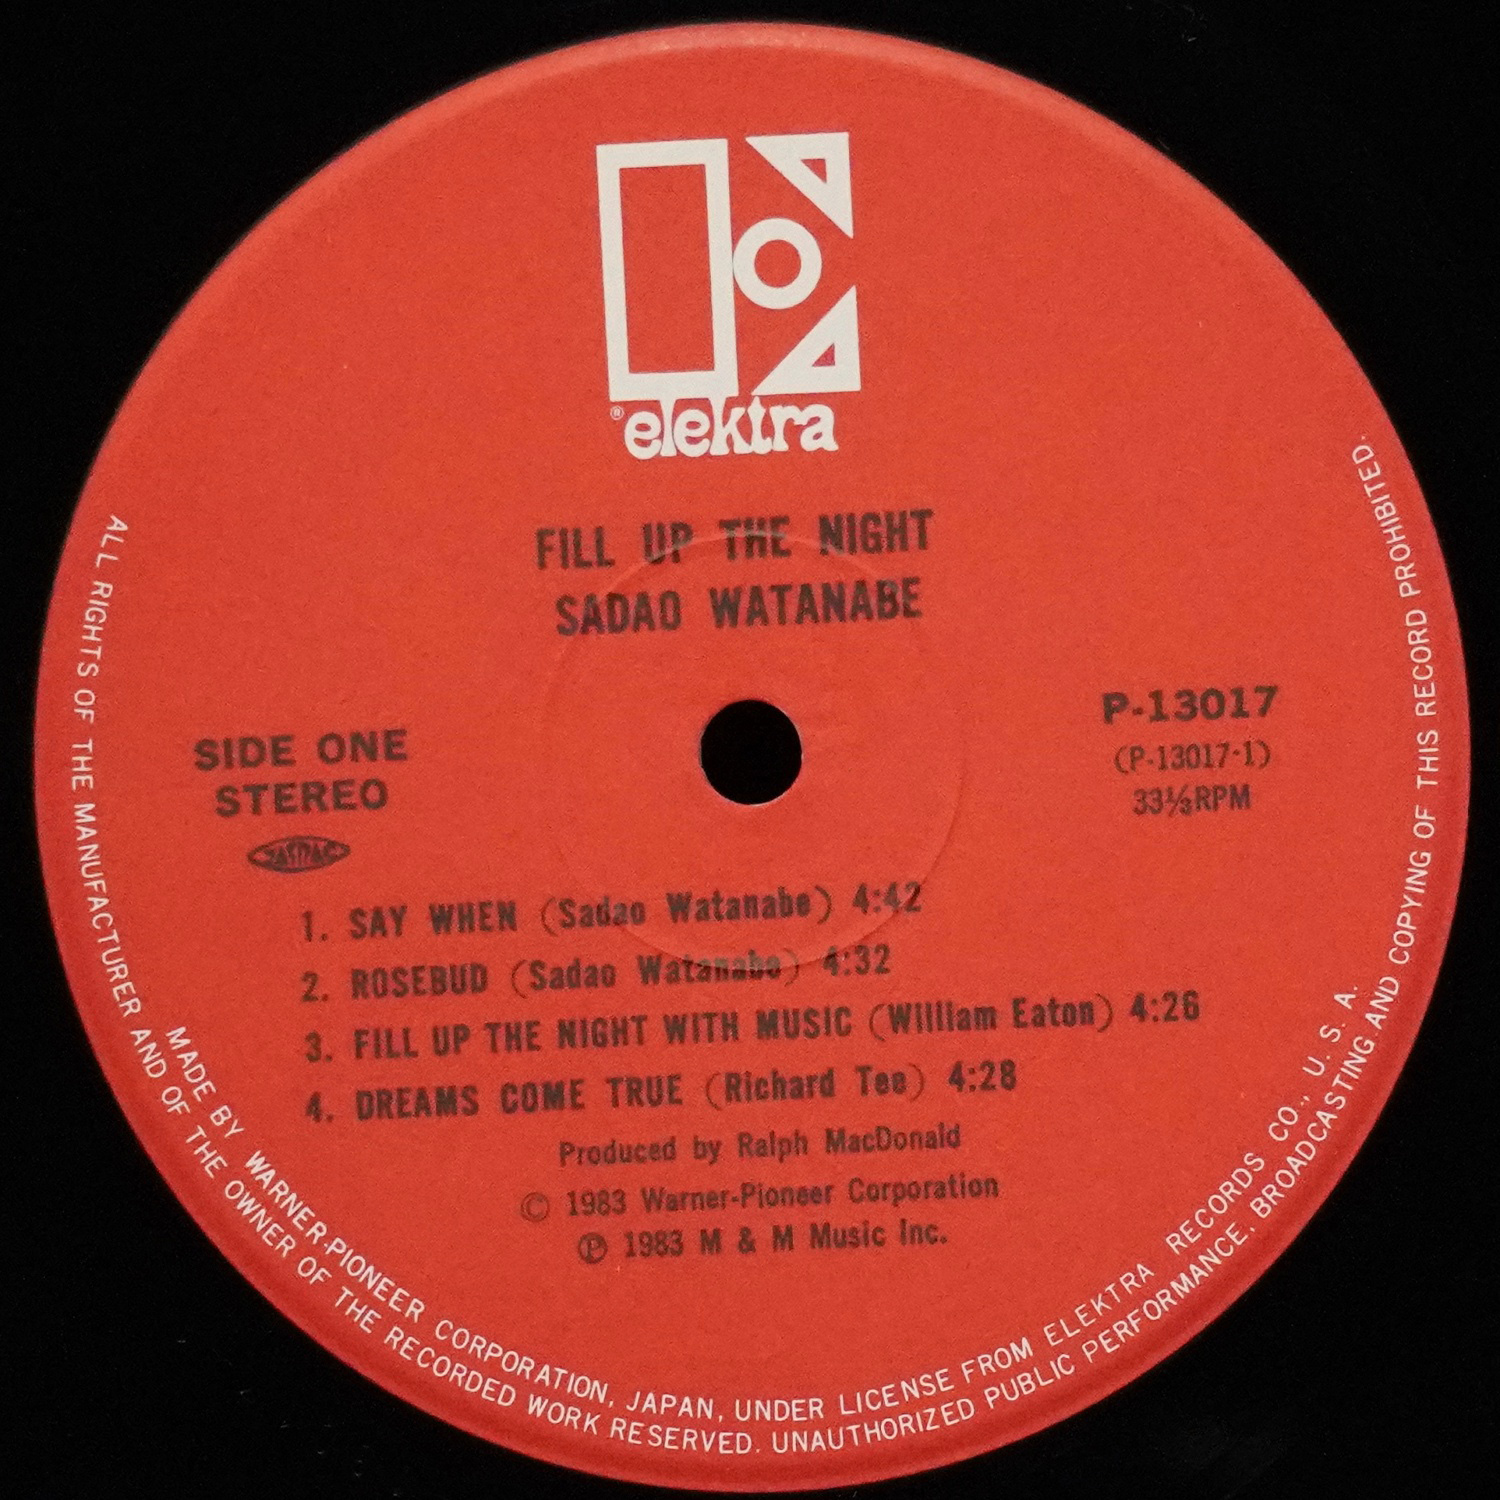 ® elektra
FILL UP THE NIGHT
SADAO WATANABE
SIDE ONE
STEREO
JASRAC
P-13017
(P-13017-1)
33⅓RPM
1. SAY WHEN (Sadao Watanabe) 4:42
2. ROSEBUD (Sadao Watanabe) 4:32
3. FILL UP THE NIGHT WITH MUSIC (William Eaton) 4:26
4. DREAMS COME TRUE (Richard Tee) 4:28
Produced by Ralph MacDonald
© 1983 Warner-Pioneer Corporation
℗ 1983 M & M Music Inc.
MADE BY WARNER-PIONEER CORPORATION, JAPAN, UNDER LICENSE FROM ELEKTRA RECORDS CO., U. S. A.
ALL RIGHTS OF THE MANUFACTURER AND OF THE OWNER OF THE RECORDED WORK RESERVED. UNAUTHORIZED PUBLIC PERFORMANCE, BROADCASTING AND COPYING OF THIS RECORD PROHIBITED.